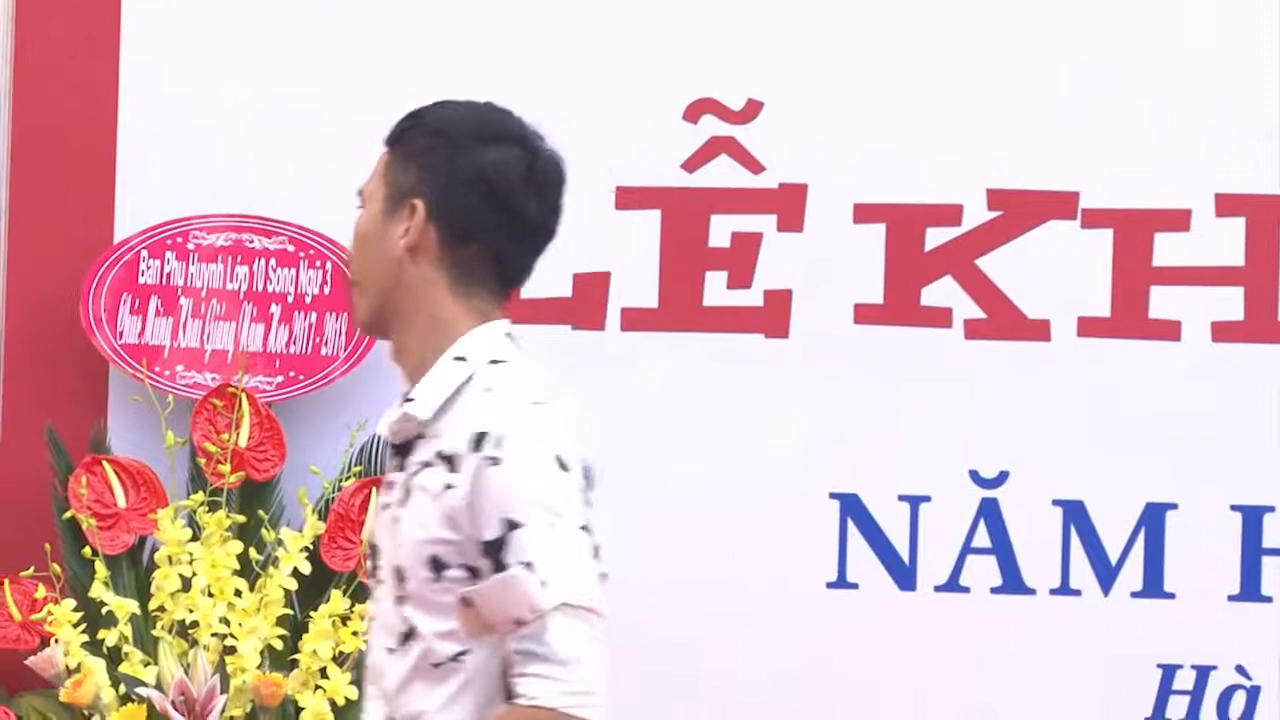 Ban Phụ Huynh Lớp 10 Song Ngữ 3
Chúc Mừng Khai Giảng Năm Học 2017 - 2018
LỄ KH
NĂM H
Hà